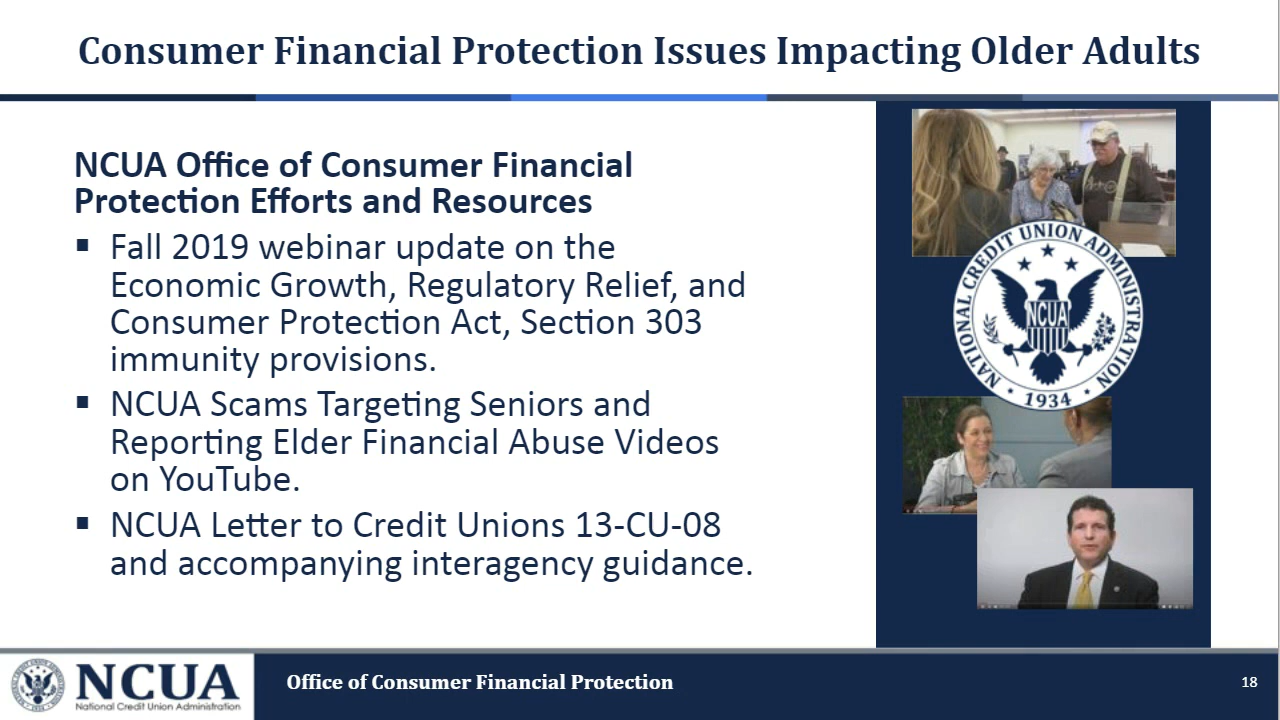 Consumer Financial Protection Issues Impacting Older Adults
NCUA Office of Consumer Financial
Protection Efforts and Resources
▪ Fall 2019 webinar update on the
Economic Growth, Regulatory Relief, and
Consumer Protection Act, Section 303
immunity provisions.
▪ NCUA Scams Targeting Seniors and
Reporting Elder Financial Abuse Videos
on YouTube.
▪ NCUA Letter to Credit Unions 13-CU-08
and accompanying interagency guidance.
NATIONAL CREDIT UNION ADMINISTRATION
NCUA
1934
NCUA
National Credit Union Administration
Office of Consumer Financial Protection
18